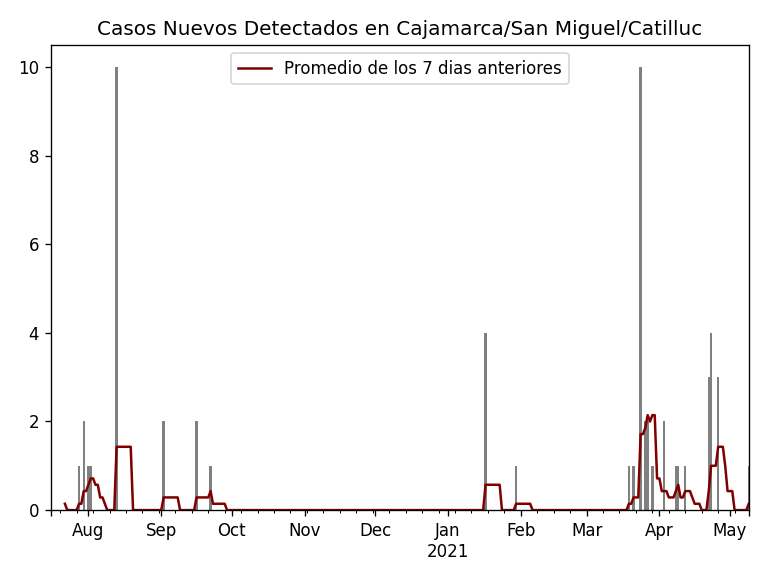 Casos Nuevos Detectados en Cajamarca/San Miguel/Catilluc
Promedio de los 7 dias anteriores
10
8
6
4
2
0
Aug Sep Oct Nov Dec Jan Feb Mar Apr May
2021